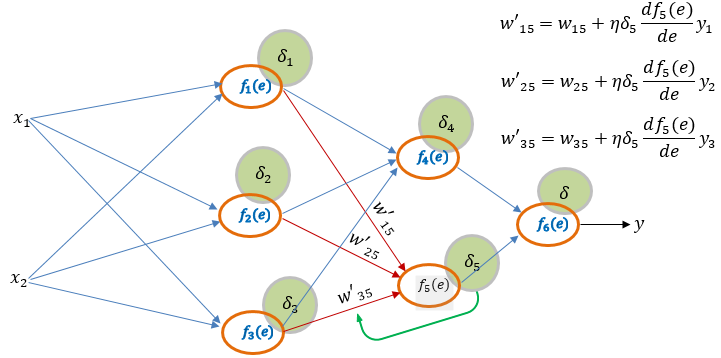 w′₁₅ = w₁₅ + ηδ₅ df₅(e)/de y₁
w′₂₅ = w₂₅ + ηδ₅ df₅(e)/de y₂
w′₃₅ = w₃₅ + ηδ₅ df₅(e)/de y₃
δ₁
f₁(e)
x₁
δ₄
f₄(e)
δ₂
f₂(e)
δ
f₆(e)
y
w′₁₅
w′₂₅
x₂
δ₅
f₅(e)
w′₃₅
δ₃
f₃(e)